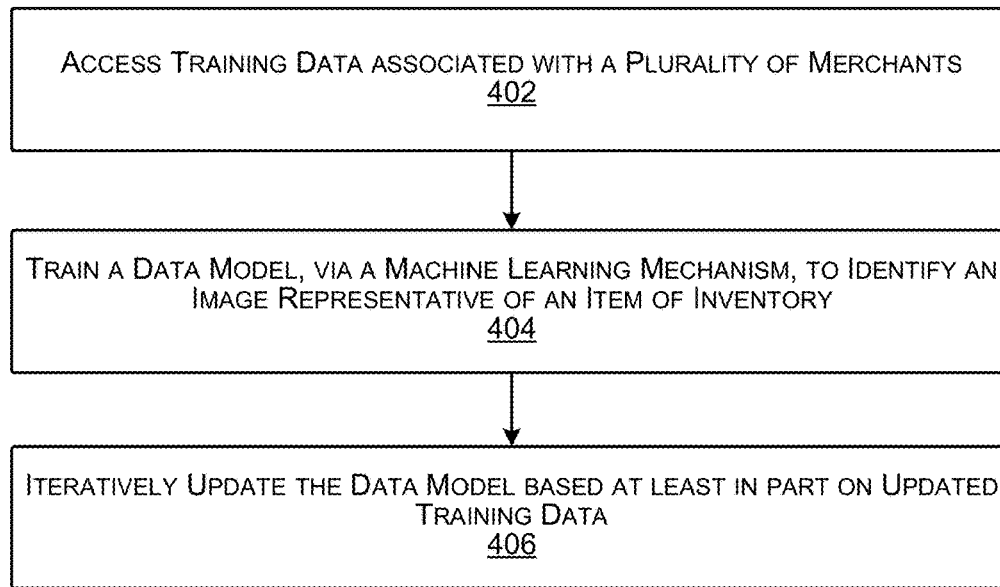 ACCESS TRAINING DATA ASSOCIATED WITH A PLURALITY OF MERCHANTS
402
TRAIN A DATA MODEL, VIA A MACHINE LEARNING MECHANISM, TO IDENTIFY AN
IMAGE REPRESENTATIVE OF AN ITEM OF INVENTORY
404
ITERATIVELY UPDATE THE DATA MODEL BASED AT LEAST IN PART ON UPDATED
TRAINING DATA
406